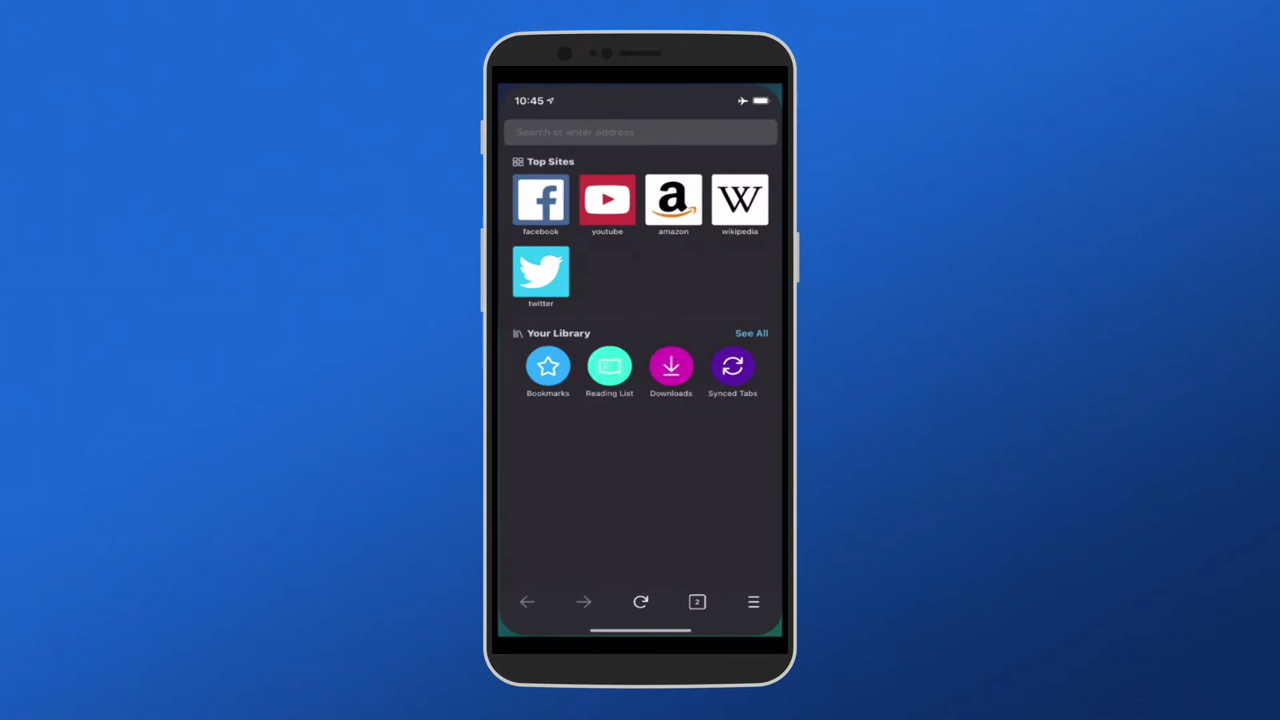 10:45
Search or enter address
Top Sites
facebook youtube amazon wikipedia
twitter
Your Library See All
Bookmarks Reading List Downloads Synced Tabs
2